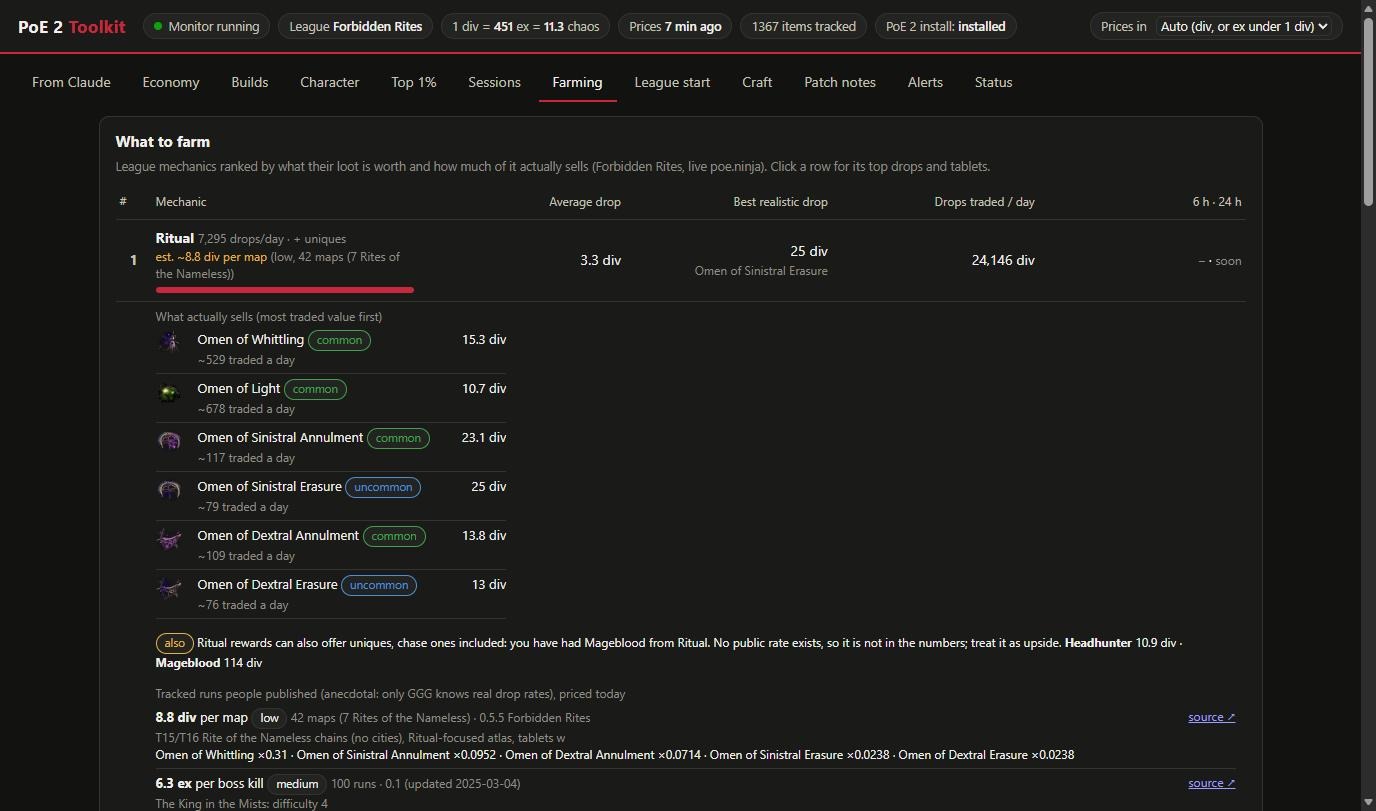 PoE 2 Toolkit Monitor running League Forbidden Rites 1 div = 451 ex = 11.3 chaos Prices 7 min ago 1367 items tracked PoE 2 install: installed Prices in Auto (div, or ex under 1 div)
From Claude Economy Builds Character Top 1% Sessions Farming League start Craft Patch notes Alerts Status
What to farm
League mechanics ranked by what their loot is worth and how much of it actually sells (Forbidden Rites, live poe.ninja). Click a row for its top drops and tablets.
# Mechanic Average drop Best realistic drop Drops traded / day 6 h · 24 h
1 Ritual 7,295 drops/day · + uniques
est. ~8.8 div per map (low, 42 maps (7 Rites of
the Nameless))
3.3 div
25 div
Omen of Sinistral Erasure
24,146 div
– · soon
What actually sells (most traded value first)
Omen of Whittling common 15.3 div
~529 traded a day
Omen of Light common 10.7 div
~678 traded a day
Omen of Sinistral Annulment common 23.1 div
~117 traded a day
Omen of Sinistral Erasure uncommon 25 div
~79 traded a day
Omen of Dextral Annulment common 13.8 div
~109 traded a day
Omen of Dextral Erasure uncommon 13 div
~76 traded a day
also Ritual rewards can also offer uniques, chase ones included: you have had Mageblood from Ritual. No public rate exists, so it is not in the numbers; treat it as upside. Headhunter 10.9 div ·
Mageblood 114 div
Tracked runs people published (anecdotal: only GGG knows real drop rates), priced today
8.8 div per map low 42 maps (7 Rites of the Nameless) · 0.5.5 Forbidden Rites source ↗
T15/T16 Rite of the Nameless chains (no cities), Ritual-focused atlas, tablets w
Omen of Whittling ×0.31 · Omen of Sinistral Annulment ×0.0952 · Omen of Dextral Annulment ×0.0714 · Omen of Sinistral Erasure ×0.0238 · Omen of Dextral Erasure ×0.0238
6.3 ex per boss kill medium 100 runs · 0.1 (updated 2025-03-04) source ↗
The King in the Mists: difficulty 4